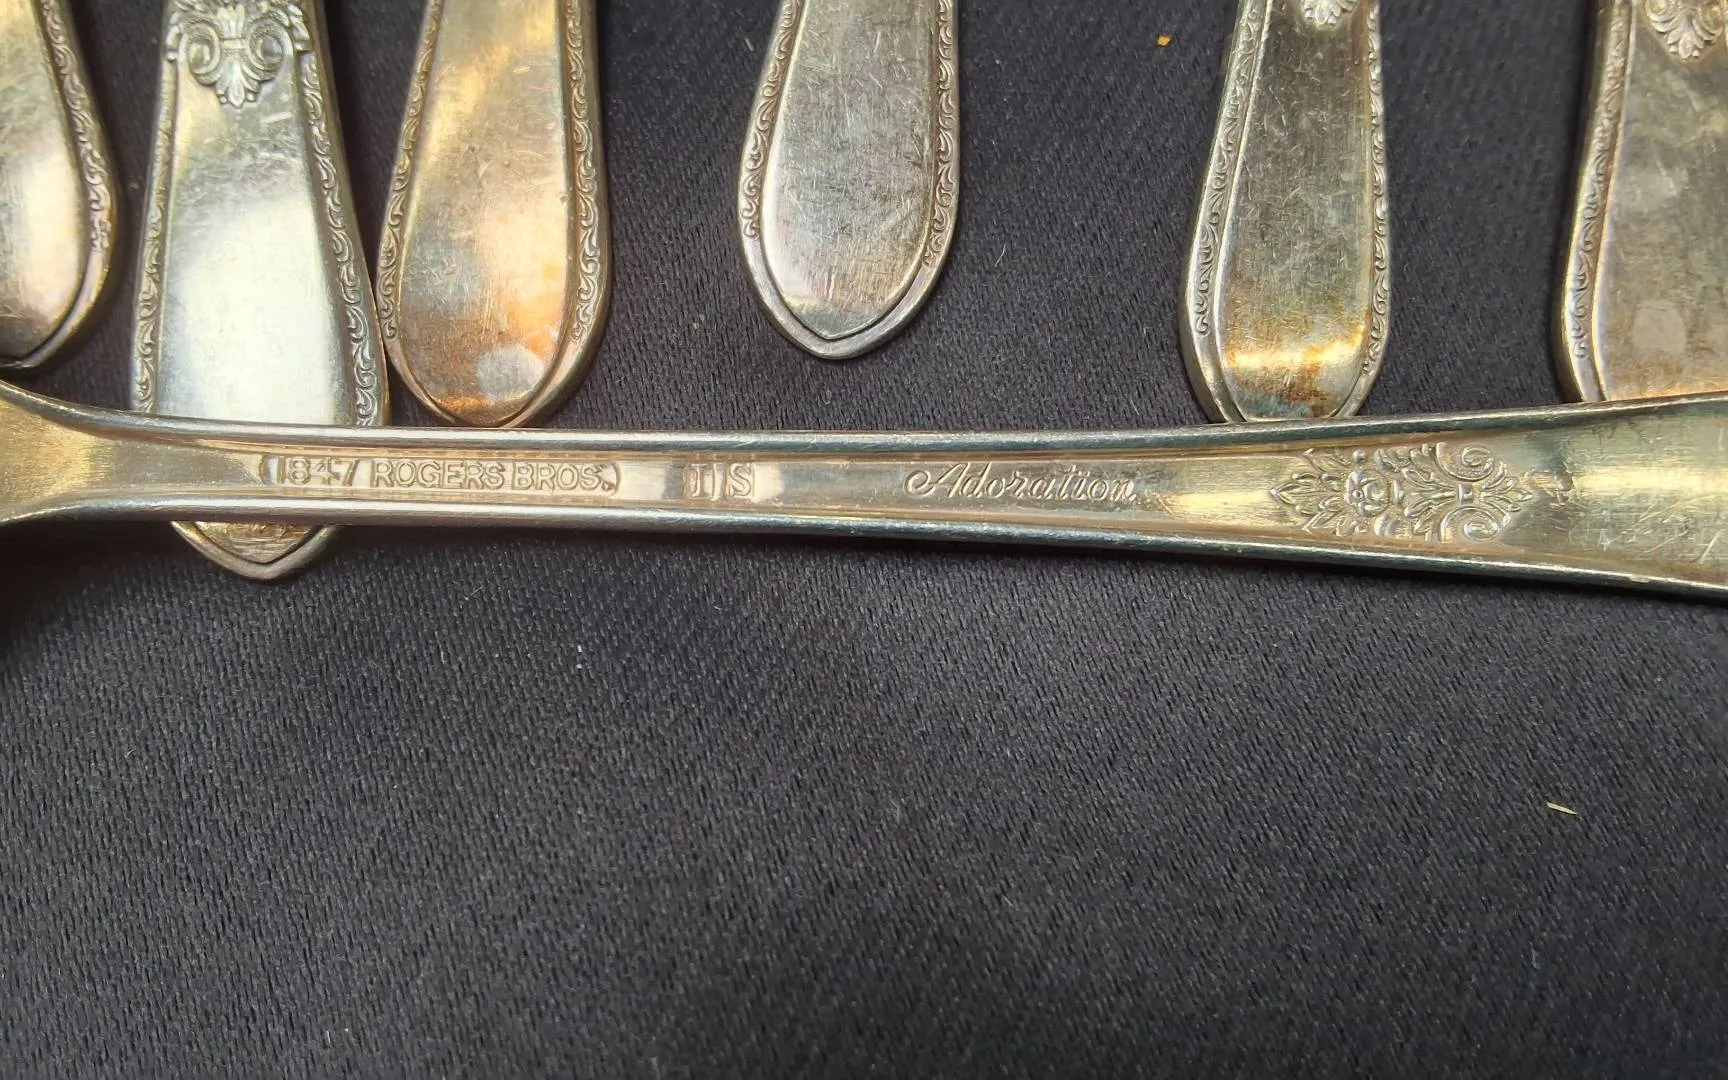 1847 ROGERS BROS. IS Adoration